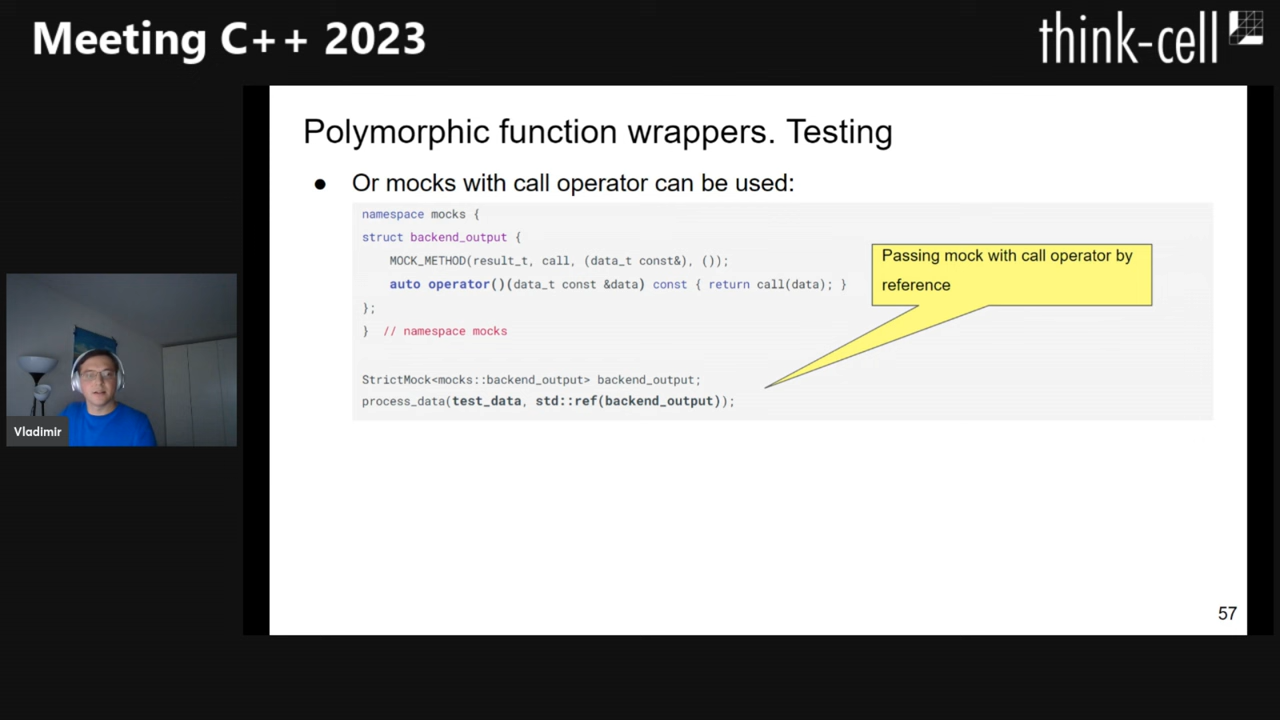 Meeting C++ 2023
think-cell
Polymorphic function wrappers. Testing
● Or mocks with call operator can be used:
namespace mocks {
struct backend_output {
MOCK_METHOD(result_t, call, (data_t const&), ());
auto operator()(data_t const &data) const { return call(data); }
};
} // namespace mocks
StrictMock<mocks::backend_output> backend_output;
process_data(test_data, std::ref(backend_output));
Passing mock with call operator by
reference
Vladimir
57